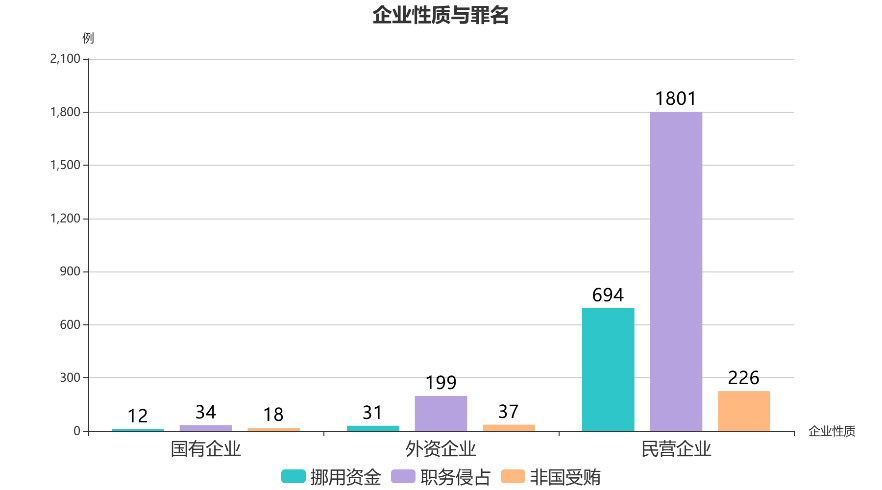 企业性质与罪名
例
2,100
1,800
1,500
1,200
900
600
300
0
12
34
18
31
199
37
694
1801
226
国有企业
外资企业
民营企业
企业性质
挪用资金 职务侵占 非国受贿